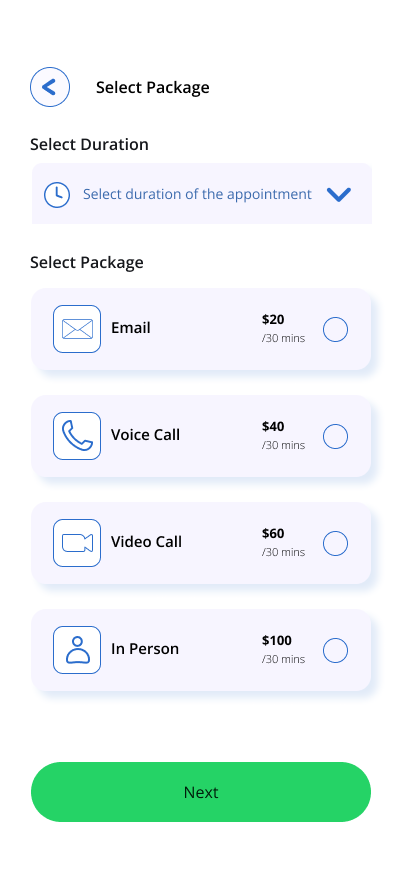 Select Package
Select Duration
Select duration of the appointment
Select Package
Email
$20
/30 mins
Voice Call
$40
/30 mins
Video Call
$60
/30 mins
In Person
$100
/30 mins
Next